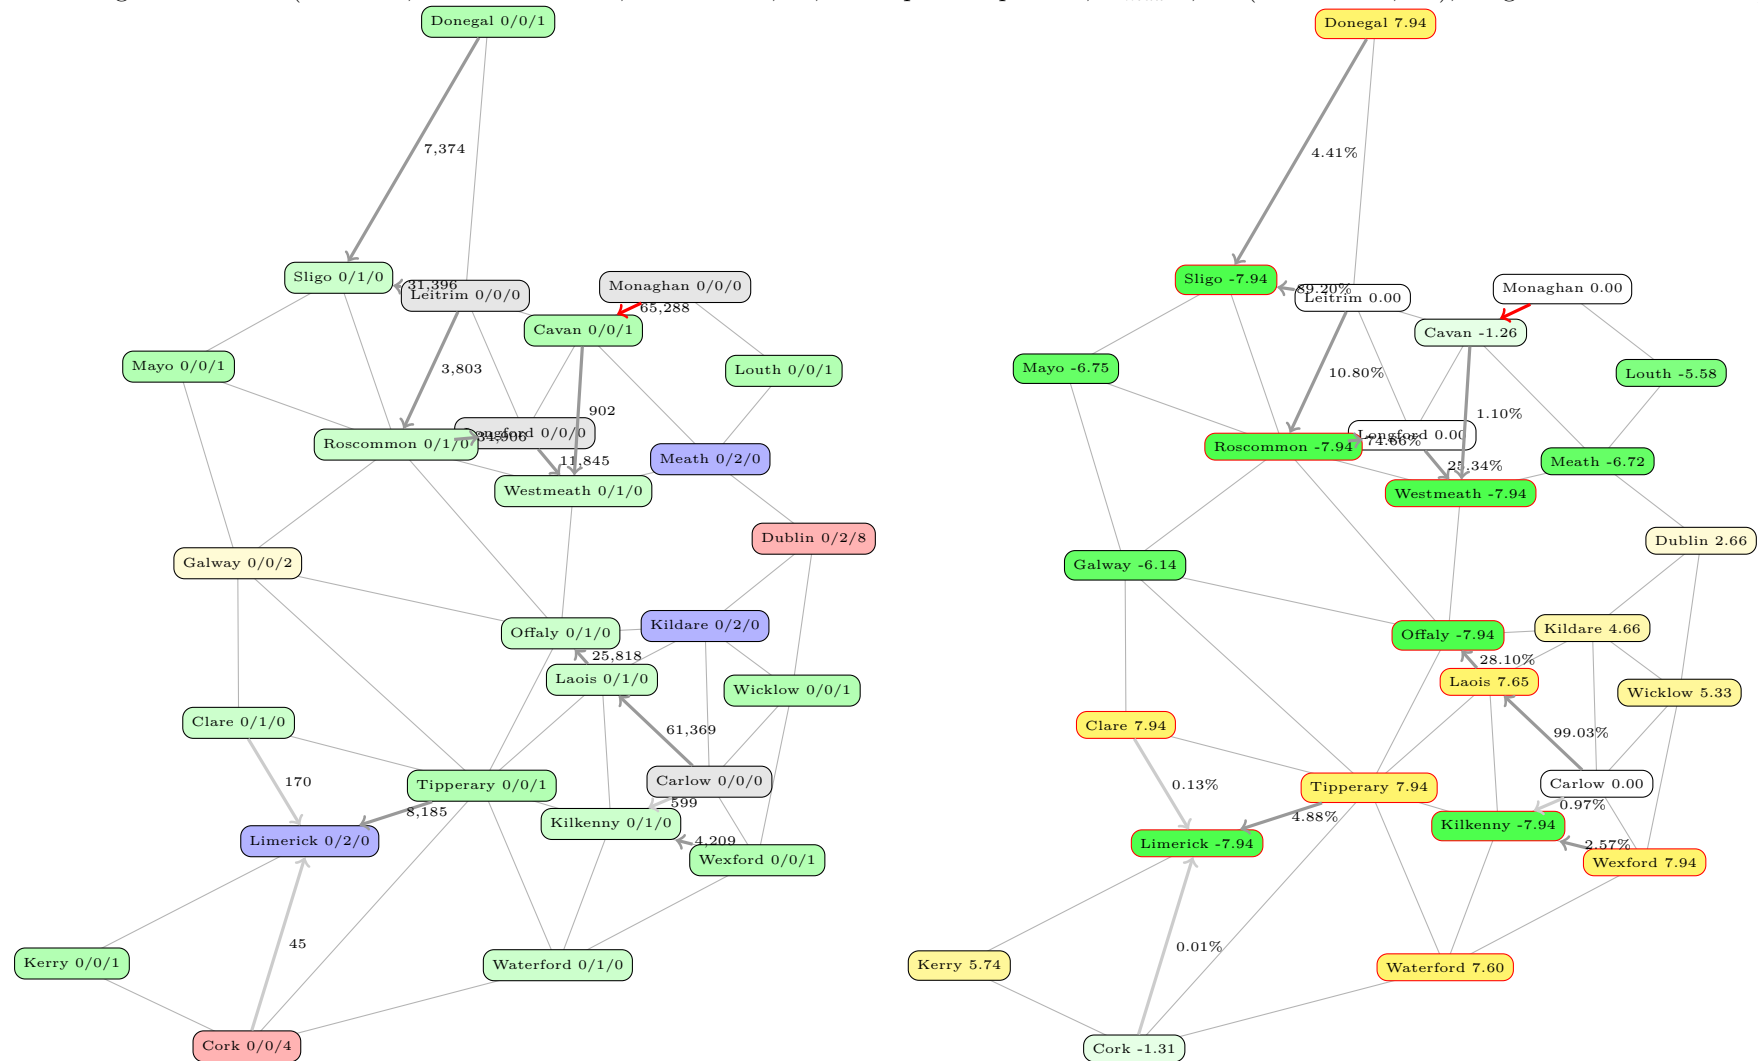 Donegal 0/0/1
7,374
Sligo 0/1/0
31,396
Leitrim 0/0/0
Monaghan 0/0/0
65,288
Cavan 0/0/1
Mayo 0/0/1
3,803
Louth 0/0/1
902
Roscommon 0/1/0
34,906
Longford 0/0/0
11,845
Meath 0/2/0
Westmeath 0/1/0
Dublin 0/2/8
Galway 0/0/2
Offaly 0/1/0
Kildare 0/2/0
25,818
Laois 0/1/0
Wicklow 0/0/1
Clare 0/1/0
61,369
170
Tipperary 0/0/1
Carlow 0/0/0
8,185
599
Kilkenny 0/1/0
Limerick 0/2/0
4,209
Wexford 0/0/1
45
Kerry 0/0/1
Waterford 0/1/0
Cork 0/0/4
Donegal 7.94
4.41%
Sligo -7.94
89.20%
Leitrim 0.00
Monaghan 0.00
Cavan -1.26
Mayo -6.75
10.80%
Louth -5.58
1.10%
Roscommon -7.94
74.66%
Longford 0.00
25.34%
Meath -6.72
Westmeath -7.94
Dublin 2.66
Galway -6.14
Offaly -7.94
Kildare 4.66
28.10%
Laois 7.65
Wicklow 5.33
Clare 7.94
99.03%
0.13%
Tipperary 7.94
Carlow 0.00
4.88%
0.97%
Kilkenny -7.94
Limerick -7.94
2.57%
Wexford 7.94
0.01%
Kerry 5.74
Waterford 7.60
Cork -1.31